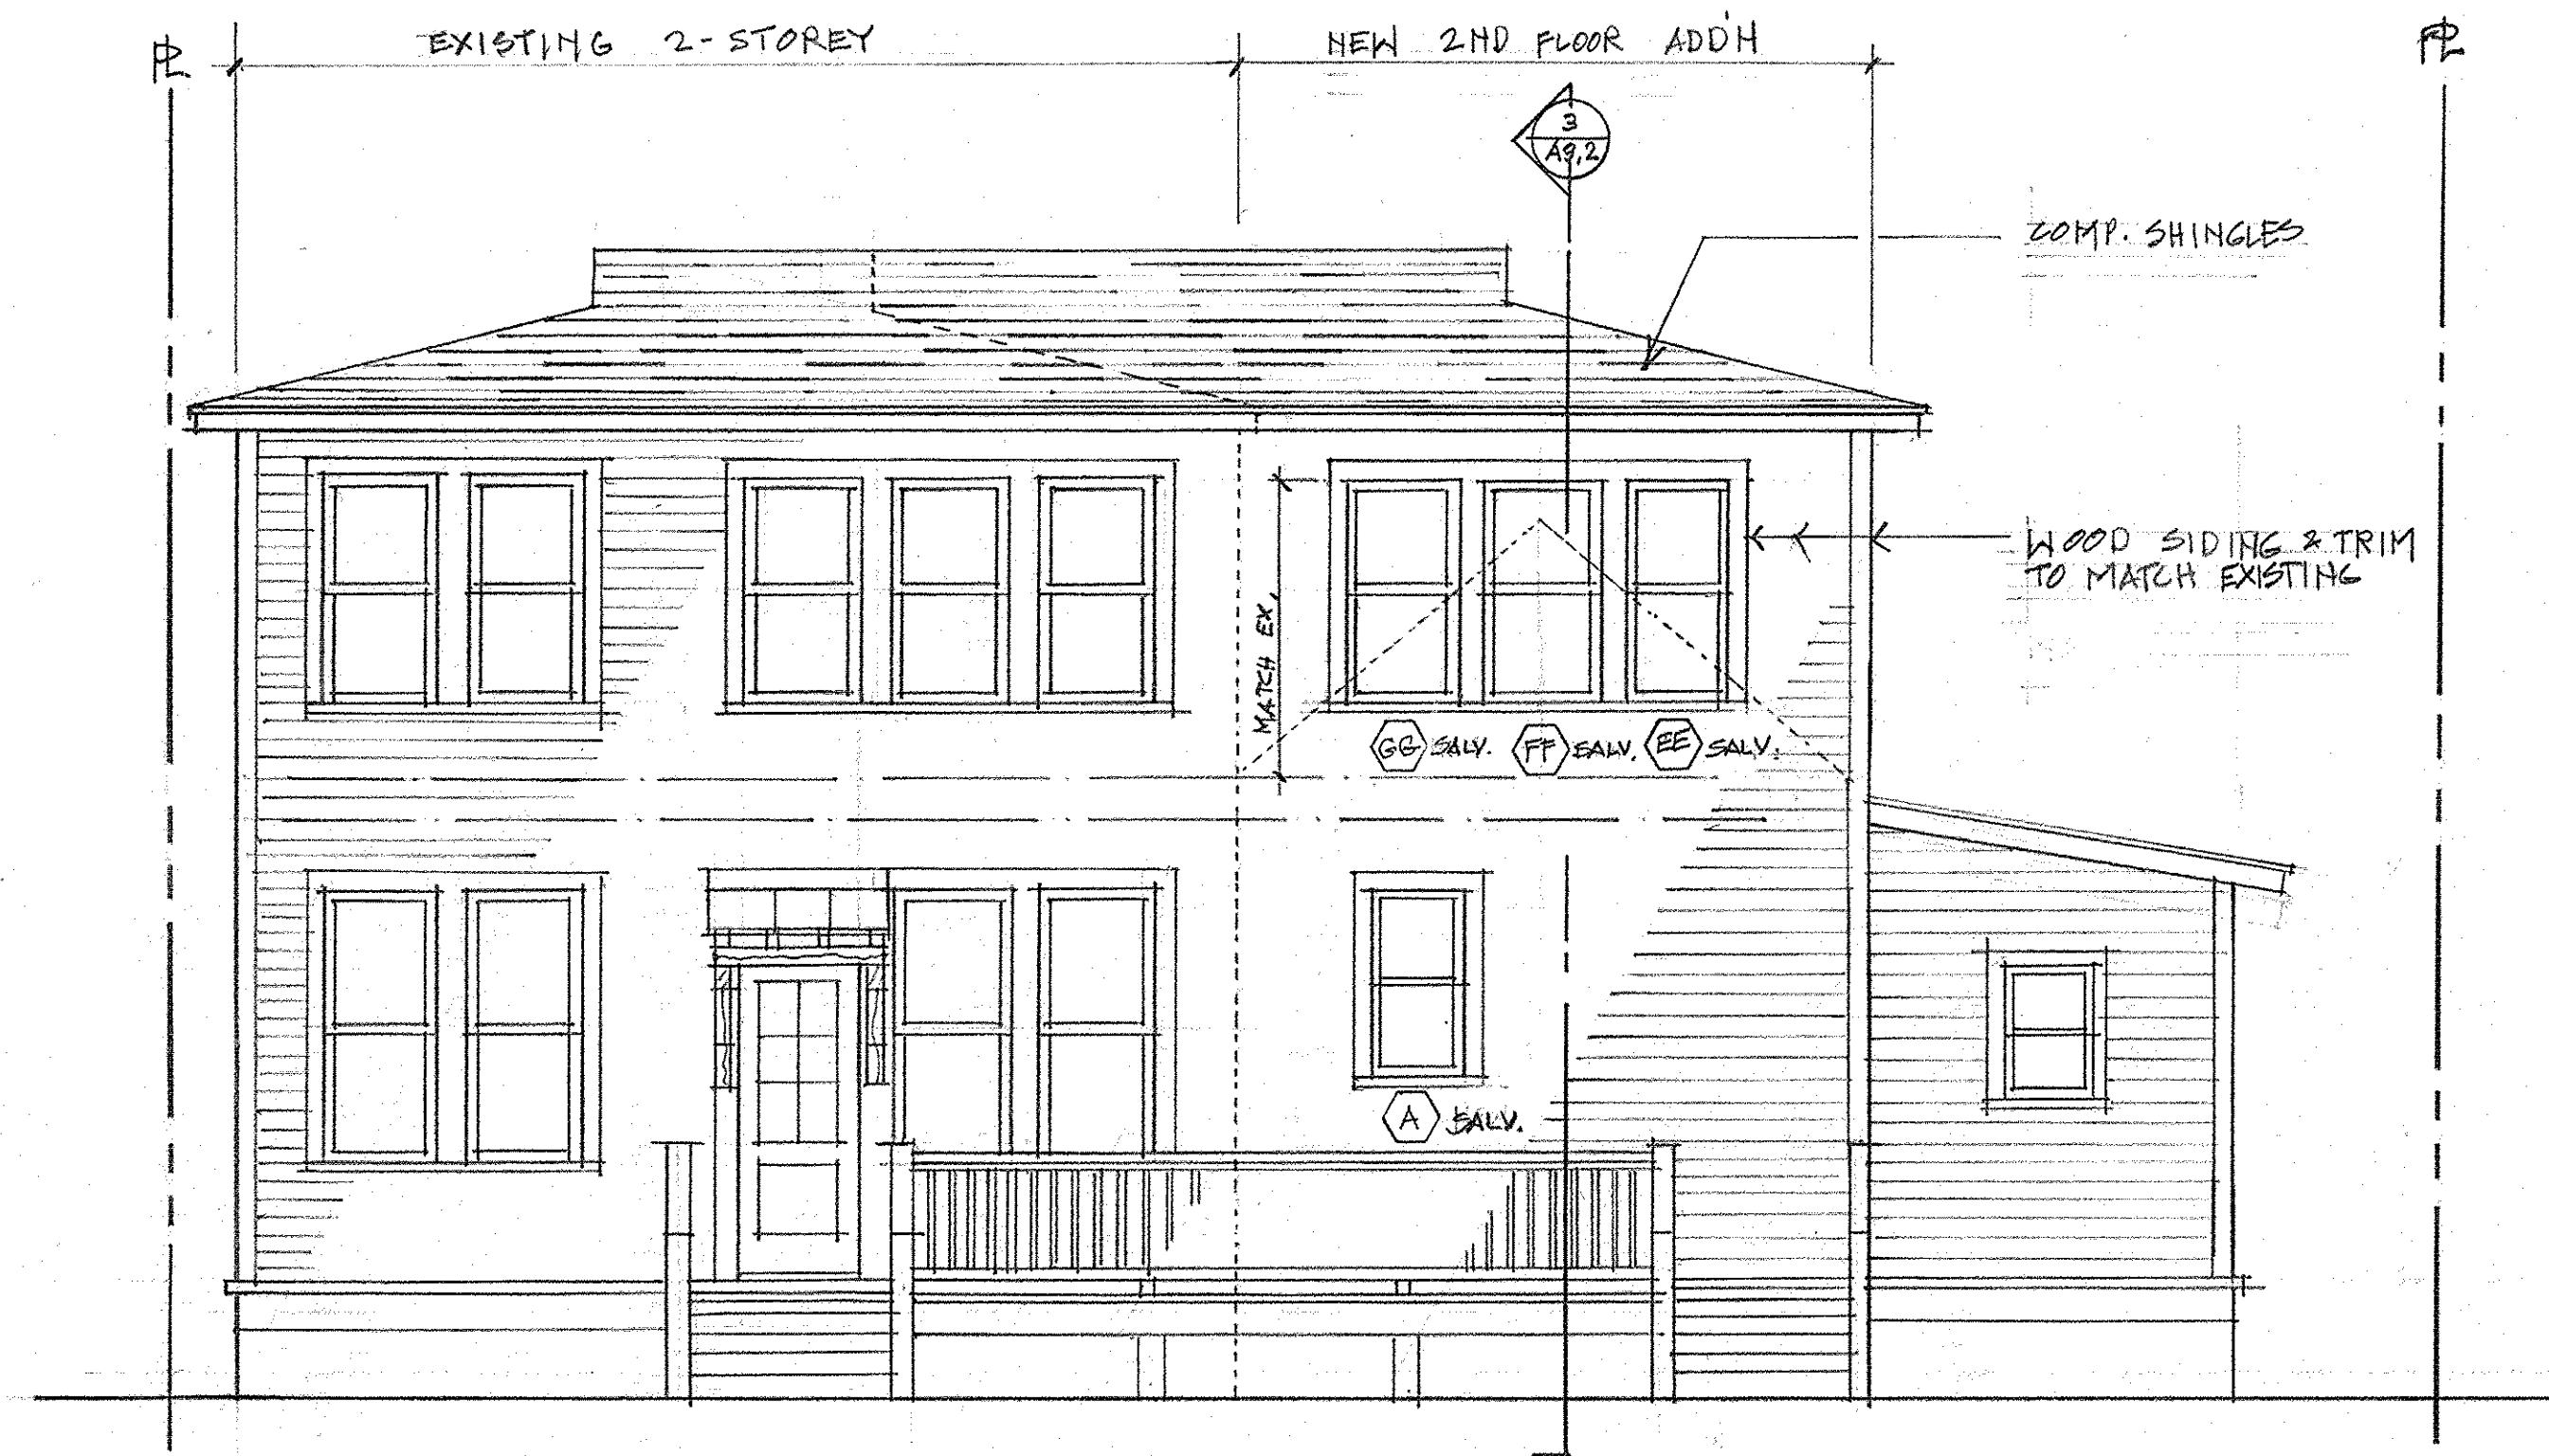 PL
EXISTING 2-STOREY
NEW 2ND FLOOR ADD'N
PL
3
A9.2
COMP. SHINGLES
WOOD SIDING & TRIM
TO MATCH EXISTING
MATCH EX.
GG SALV. FF SALV. EE SALV.
A SALV.